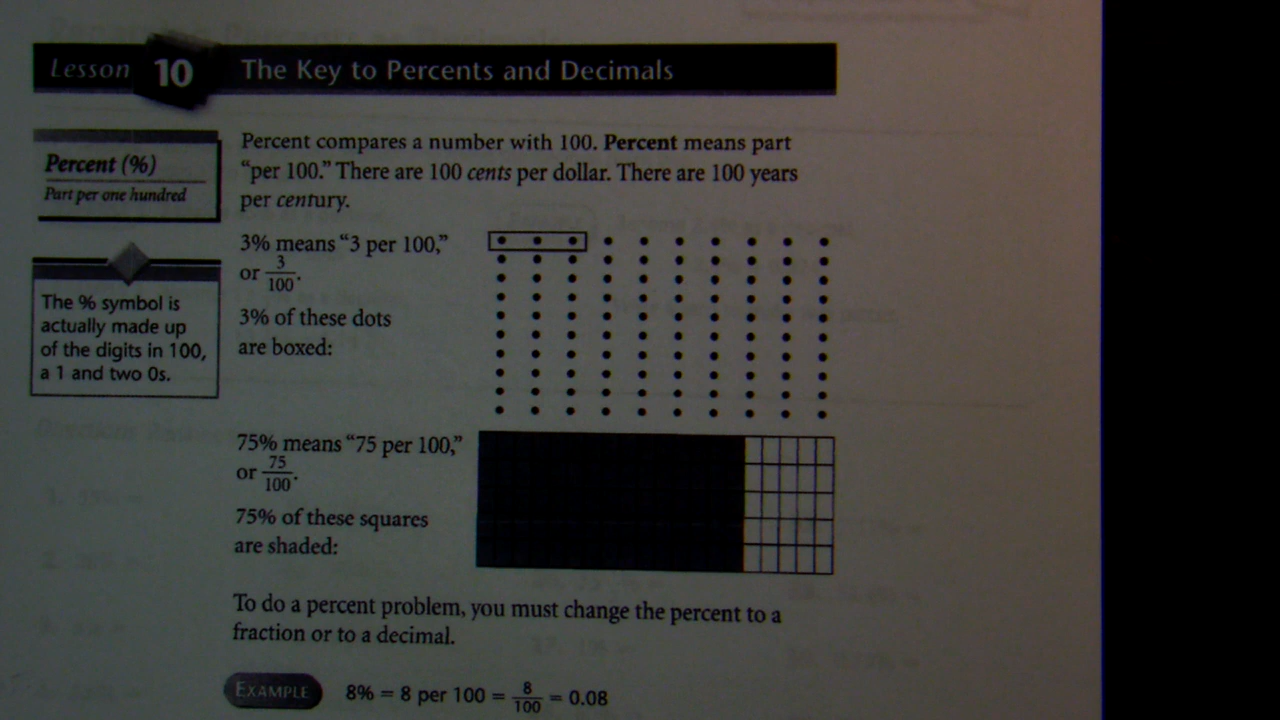 Lesson 10 The Key to Percents and Decimals
Percent (%)
Part per one hundred
Percent compares a number with 100. Percent means part
“per 100.” There are 100 cents per dollar. There are 100 years
per century.
The % symbol is
actually made up
of the digits in 100,
a 1 and two 0s.
3% means “3 per 100,”
or 3/100.
3% of these dots
are boxed:
75% means “75 per 100,”
or 75/100.
75% of these squares
are shaded:
To do a percent problem, you must change the percent to a
fraction or to a decimal.
EXAMPLE 8% = 8 per 100 = 8/100 = 0.08